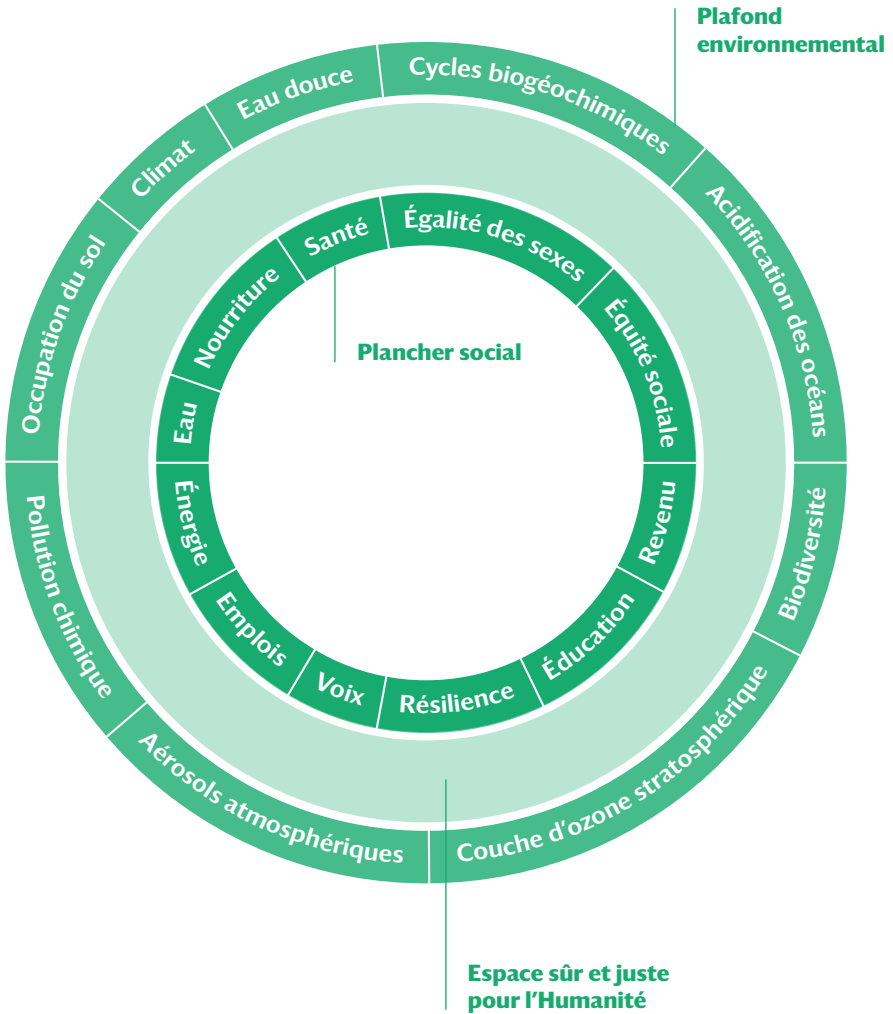 Plafond
environnemental
Cycles biogéochimiques
Acidification des océans
Biodiversité
Couche d'ozone stratosphérique
Aérosols atmosphériques
Pollution chimique
Occupation du sol
Climat
Eau douce
Égalité des sexes
Équité sociale
Revenu
Éducation
Résilience
Voix
Emplois
Énergie
Eau
Nourriture
Santé
Plancher social
Espace sûr et juste
pour l'Humanité